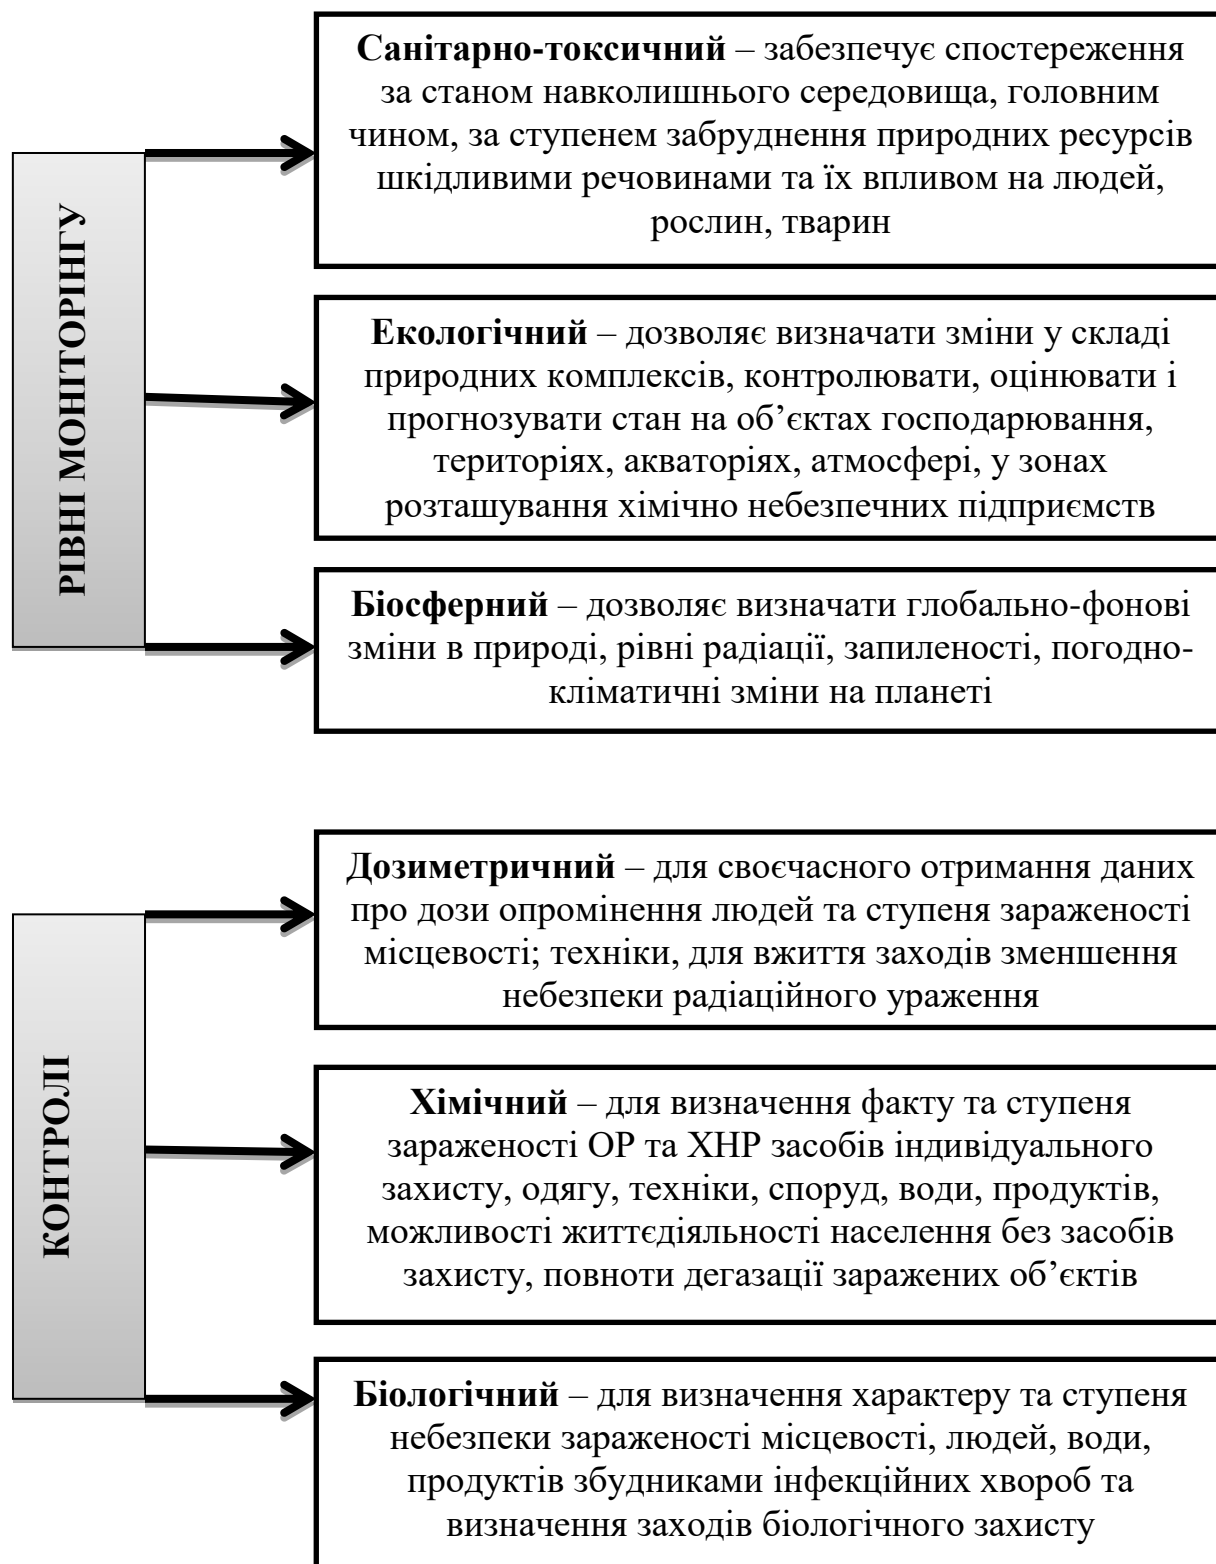 РІВНІ МОНІТОРІНГУ
Санітарно-токсичний – забезпечує спостереження
за станом навколишнього середовища, головним
чином, за ступенем забруднення природних ресурсів
шкідливими речовинами та їх впливом на людей,
рослин, тварин
Екологічний – дозволяє визначати зміни у складі
природних комплексів, контролювати, оцінювати і
прогнозувати стан на об’єктах господарювання,
територіях, акваторіях, атмосфері, у зонах
розташування хімічно небезпечних підприємств
Біосферний – дозволяє визначати глобально-фонові
зміни в природі, рівні радіації, запиленості, погодно-
кліматичні зміни на планеті
КОНТРОЛІ
Дозиметричний – для своєчасного отримання даних
про дози опромінення людей та ступеня зараженості
місцевості; техніки, для вжиття заходів зменшення
небезпеки радіаційного ураження
Хімічний – для визначення факту та ступеня
зараженості ОР та ХНР засобів індивідуального
захисту, одягу, техніки, споруд, води, продуктів,
можливості життєдіяльності населення без засобів
захисту, повноти дегазації заражених об’єктів
Біологічний – для визначення характеру та ступеня
небезпеки зараженості місцевості, людей, води,
продуктів збудниками інфекційних хвороб та
визначення заходів біологічного захисту